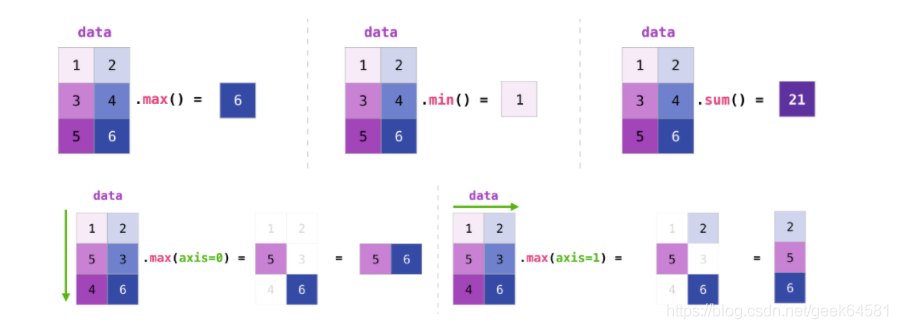 data data data
1 2 1 2 1 2
3 4 .max() = 6 3 4 .min() = 1 3 4 .sum() = 21
5 6 5 6 5 6
data data
1 2 1 2 1 2 1 2 2
5 3 .max(axis=0) = 5 3 = 5 6 5 3 .max(axis=1) = 5 3 = 5
4 6 4 6 4 6 4 6 6
https://blog.csdn.net/geek64581